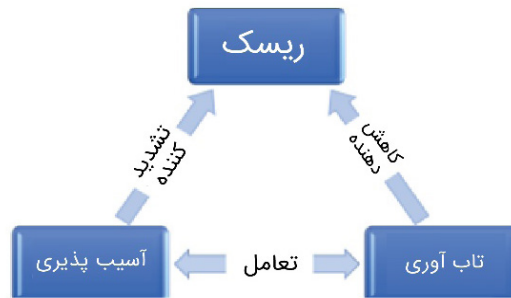 ریسک
تشدید
کننده
کاهش
دهنده
تاب آوری
تعامل
آسیب پذیری